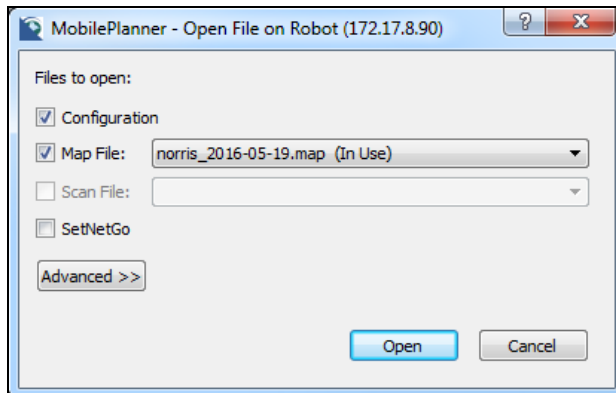 MobilePlanner - Open File on Robot (172.17.8.90)
?
Files to open:
Configuration
Map File: norris_2016-05-19.map (In Use)
Scan File:
SetNetGo
Advanced >>
Open Cancel